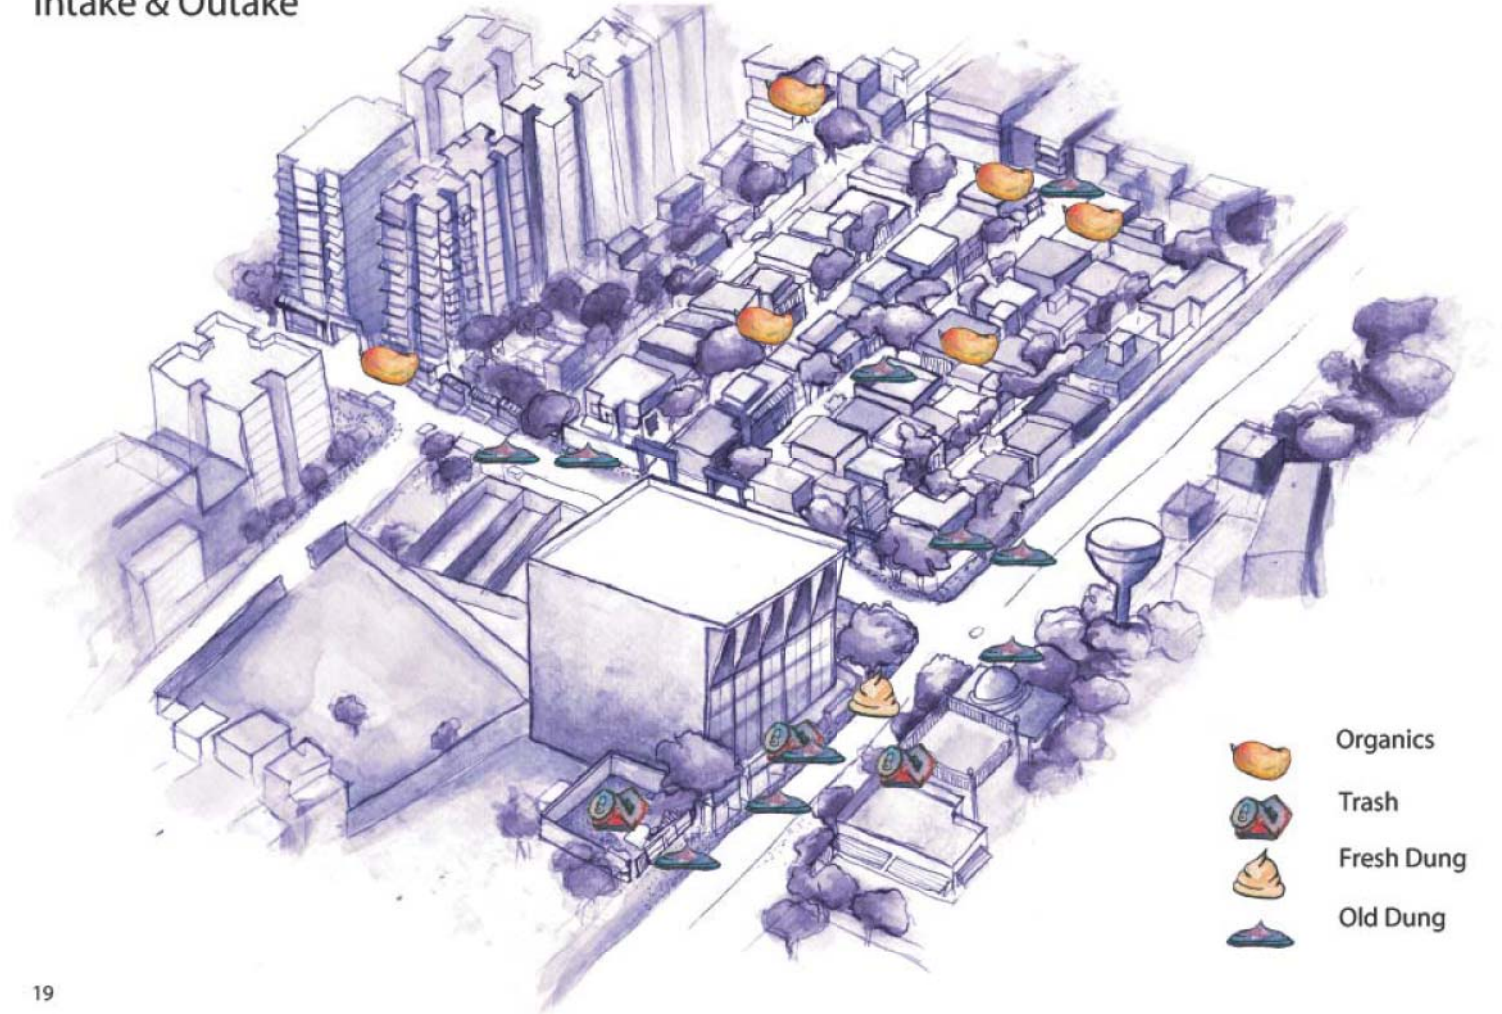 Intake & Outake
Organics
Trash
Fresh Dung
Old Dung
19